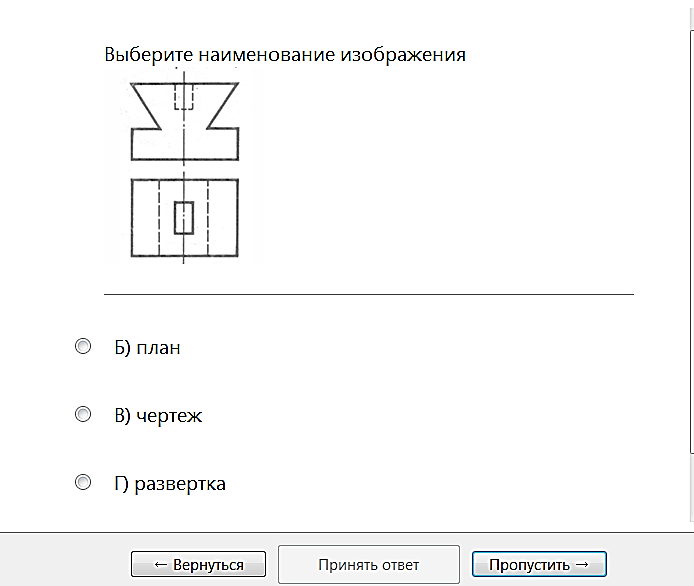 Выберите наименование изображения
Б) план
В) чертеж
Г) развертка
← Вернуться
Принять ответ
Пропустить →